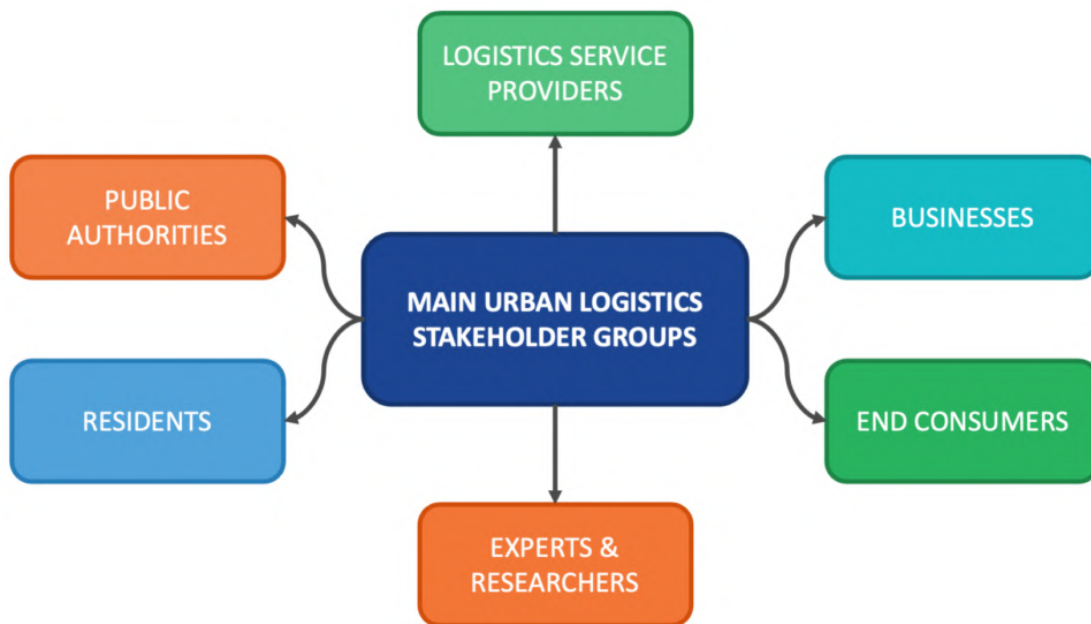 LOGISTICS SERVICE
PROVIDERS
PUBLIC
AUTHORITIES
BUSINESSES
MAIN URBAN LOGISTICS
STAKEHOLDER GROUPS
RESIDENTS
END CONSUMERS
EXPERTS &
RESEARCHERS